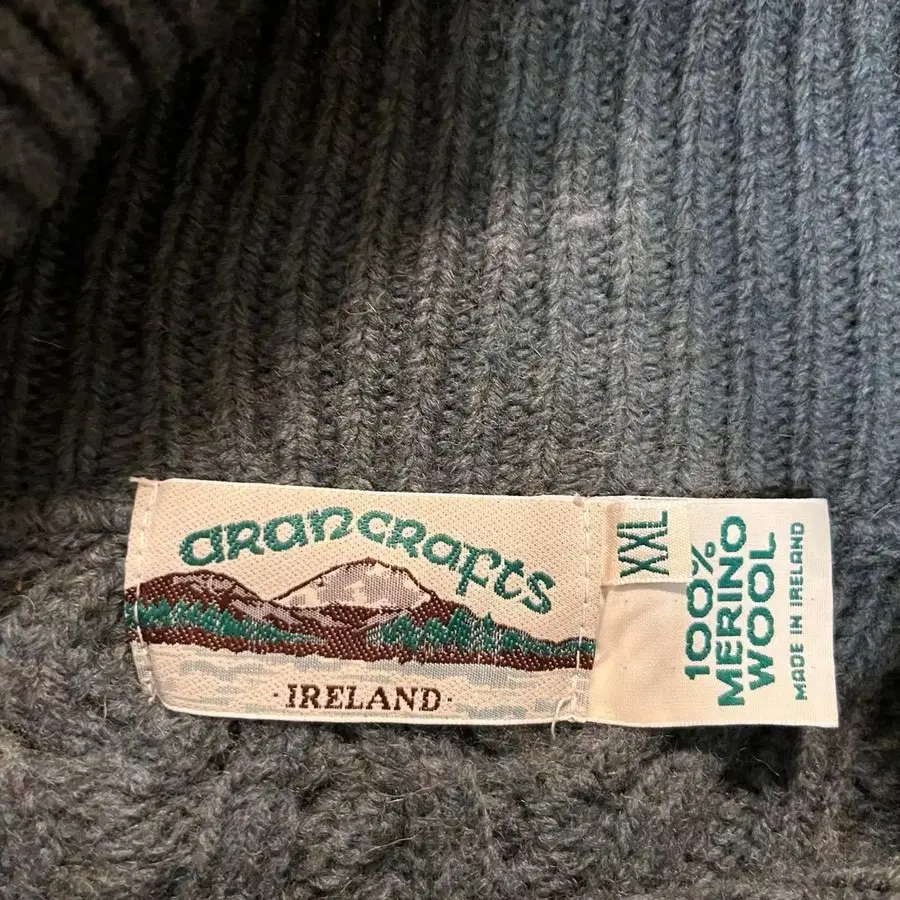 arancrafts
·IRELAND·
XXL
100%
MERINO
WOOL
MADE IN IRELAND